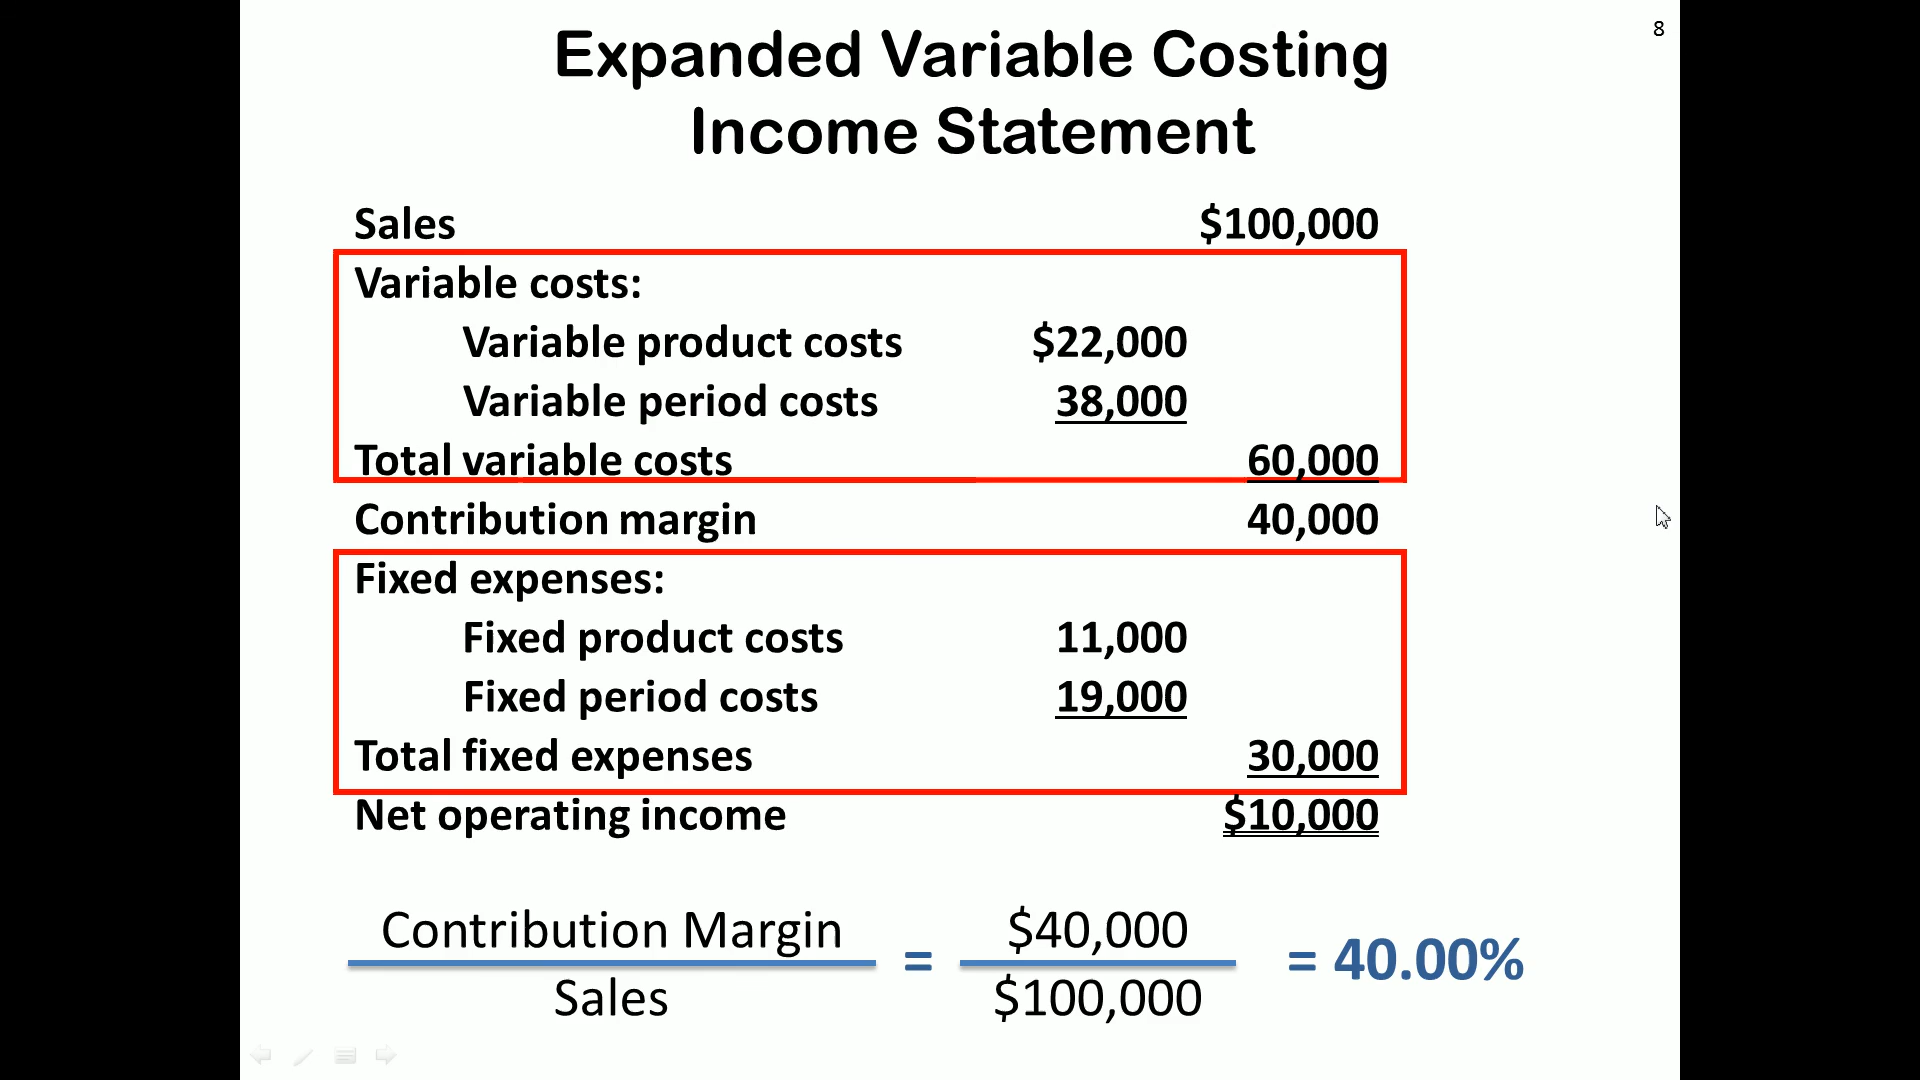 8
Expanded Variable Costing
Income Statement
Sales $100,000
Variable costs:
Variable product costs $22,000
Variable period costs 38,000
Total variable costs 60,000
Contribution margin 40,000
Fixed expenses:
Fixed product costs 11,000
Fixed period costs 19,000
Total fixed expenses 30,000
Net operating income $10,000
Contribution Margin = $40,000 = 40.00%
Sales $100,000